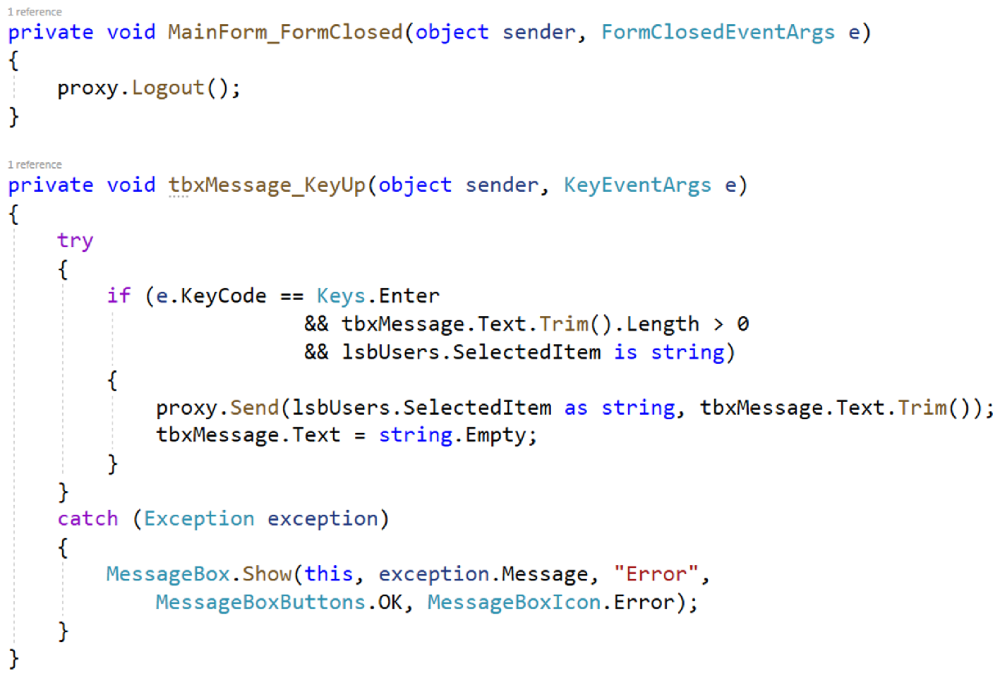 1 reference
private void MainForm_FormClosed(object sender, FormClosedEventArgs e)
{
    proxy.Logout();
}
1 reference
private void tbxMessage_KeyUp(object sender, KeyEventArgs e)
{
    try
    {
        if (e.KeyCode == Keys.Enter
                        && tbxMessage.Text.Trim().Length > 0
                        && lsbUsers.SelectedItem is string)
        {
            proxy.Send(lsbUsers.SelectedItem as string, tbxMessage.Text.Trim());
            tbxMessage.Text = string.Empty;
        }
    }
    catch (Exception exception)
    {
        MessageBox.Show(this, exception.Message, "Error",
            MessageBoxButtons.OK, MessageBoxIcon.Error);
    }
}